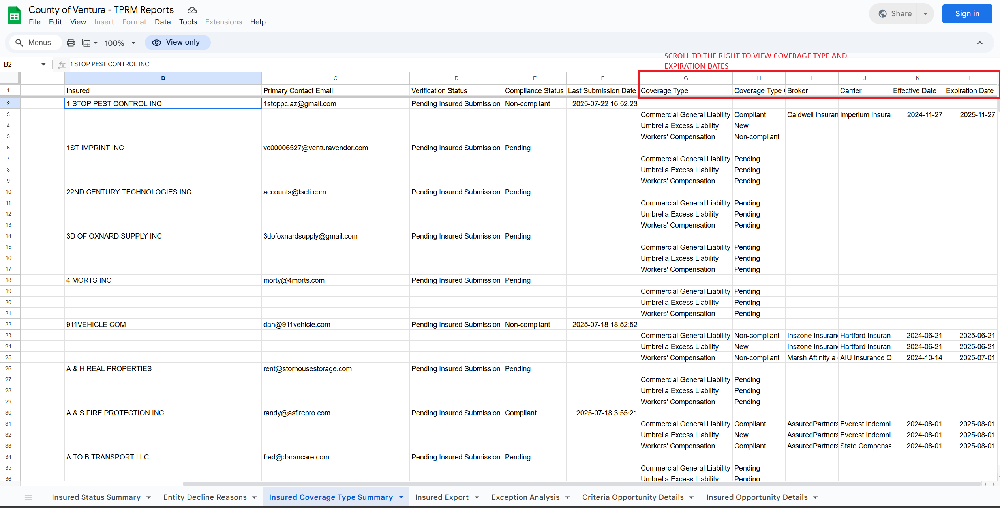 County of Ventura - TPRM Reports
Share
Sign in
File Edit View Insert Format Data Tools Extensions Help
Menus 100% View only
SCROLL TO THE RIGHT TO VIEW COVERAGE TYPE AND
EXPIRATION DATES
B2 fx 1 STOP PEST CONTROL INC
B C D E F G H I J K L
1 Insured Primary Contact Email Verification Status Compliance Status Last Submission Date Coverage Type Coverage Type Broker Carrier Effective Date Expiration Date
2 1 STOP PEST CONTROL INC 1stoppc.az@gmail.com Pending Insured Submission Non-compliant 2025-07-22 16:52:23
3 Commercial General Liability Compliant Caldwell insuran Imperium Insura 2024-11-27 2025-11-27
4 Umbrella Excess Liability New
5 Workers' Compensation Non-compliant
6 1ST IMPRINT INC vc00006527@venturavendor.com Pending Insured Submission Pending
7 Commercial General Liability Pending
8 Umbrella Excess Liability Pending
9 Workers' Compensation Pending
10 22ND CENTURY TECHNOLOGIES INC accounts@tscti.com Pending Insured Submission Pending
11 Commercial General Liability Pending
12 Umbrella Excess Liability Pending
13 Workers' Compensation Pending
14 3D OF OXNARD SUPPLY INC 3dofoxnardsupply@gmail.com Pending Insured Submission Pending
15 Commercial General Liability Pending
16 Umbrella Excess Liability Pending
17 Workers' Compensation Pending
18 4 MORTS INC morty@4morts.com Pending Insured Submission Pending
19 Commercial General Liability Pending
20 Umbrella Excess Liability Pending
21 Workers' Compensation Pending
22 911VEHICLE COM dan@911vehicle.com Pending Insured Submission Non-compliant 2025-07-18 18:52:52
23 Commercial General Liability Non-compliant Inszone Insuran Hartford Insuran 2024-06-21 2025-06-21
24 Umbrella Excess Liability New Inszone Insuran Hartford Insuran 2024-06-21 2025-06-21
25 Workers' Compensation Non-compliant Marsh Aftinity a AIU Insurance C 2024-10-14 2025-07-01
26 A & H REAL PROPERTIES rent@storhousestorage.com Pending Insured Submission Pending
27 Commercial General Liability Pending
28 Umbrella Excess Liability Pending
29 Workers' Compensation Pending
30 A & S FIRE PROTECTION INC randy@asfirepro.com Pending Insured Submission Compliant 2025-07-18 3:55:21
31 Commercial General Liability Compliant AssuredPartners Everest Indemni 2024-08-01 2025-08-01
32 Umbrella Excess Liability New AssuredPartners Everest Indemni 2024-08-01 2025-08-01
33 Workers' Compensation Compliant AssuredPartners State Compensa 2024-08-01 2025-08-01
34 A TO B TRANSPORT LLC fred@darancare.com Pending Insured Submission Pending
35 Commercial General Liability Pending
36 Umbrella Excess Liability Pending
Insured Status Summary Entity Decline Reasons Insured Coverage Type Summary Insured Export Exception Analysis Criteria Opportunity Details Insured Opportunity Details